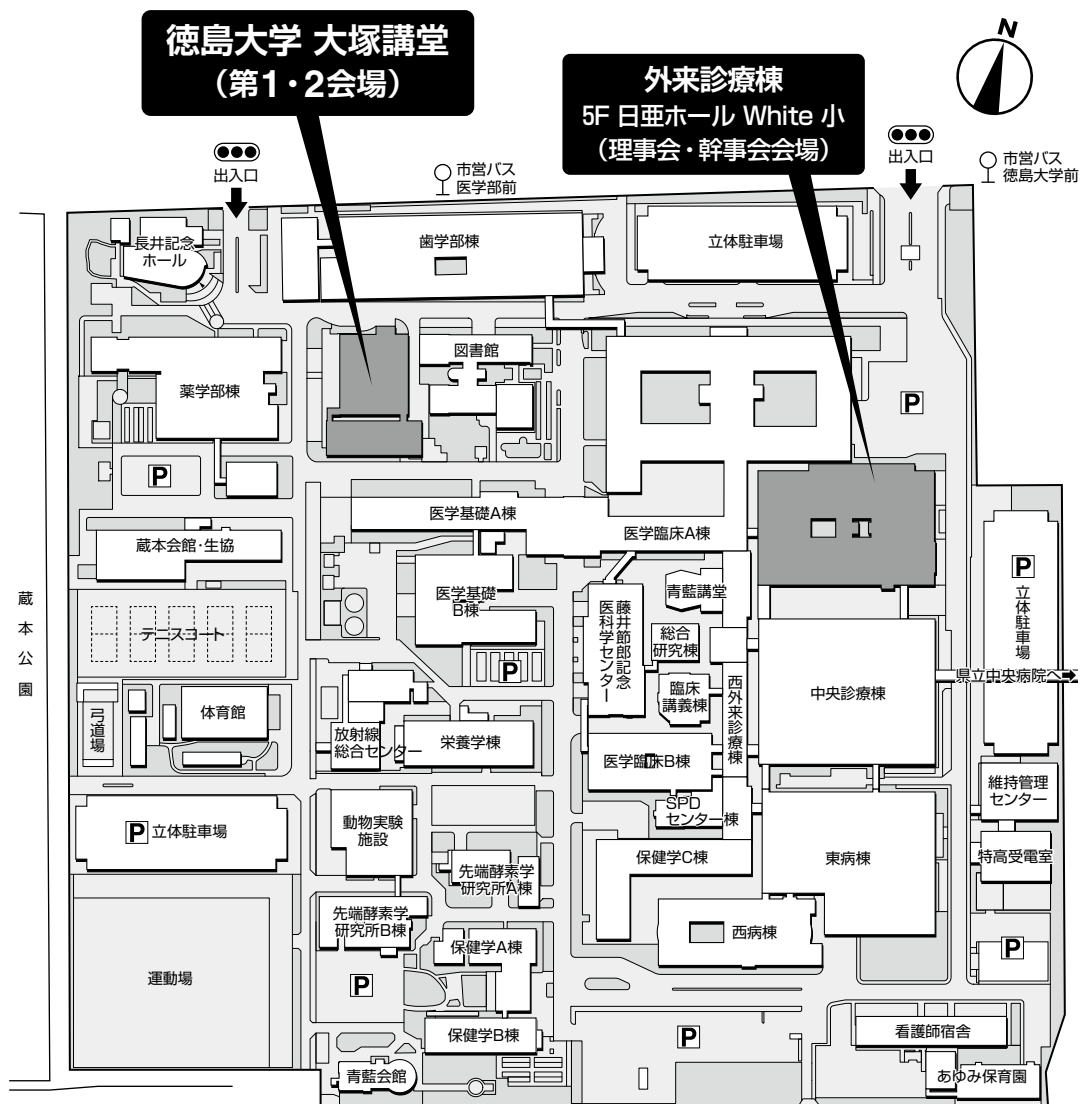 徳島大学 大塚講堂
（第1・2会場）
外来診療棟
5F 日亜ホール White 小
（理事会・幹事会会場）
N
出入口
市営バス
医学部前
出入口
市営バス
徳島大学前
長井記念
ホール
歯学部棟
立体駐車場
図書館
薬学部棟
P
P
医学基礎A棟
医学臨床A棟
蔵本会館・生協
青藍講堂
P
立体駐車場
医学基礎
B棟
藤井節郎記念
医科学センター
総合
研究棟
蔵本公園
テニスコート
P
県立中央病院へ
臨床
講義棟
西外来診療棟
中央診療棟
弓道場
体育館
放射線
総合センター
栄養学棟
医学臨床B棟
維持管理
センター
SPD
センター棟
P 立体駐車場
動物実験
施設
保健学C棟
東病棟
特高受電室
先端酵素学
研究所A棟
先端酵素学
研究所B棟
西病棟
保健学A棟
P
運動場
P
保健学B棟
P
看護師宿舎
青藍会館
あゆみ保育園